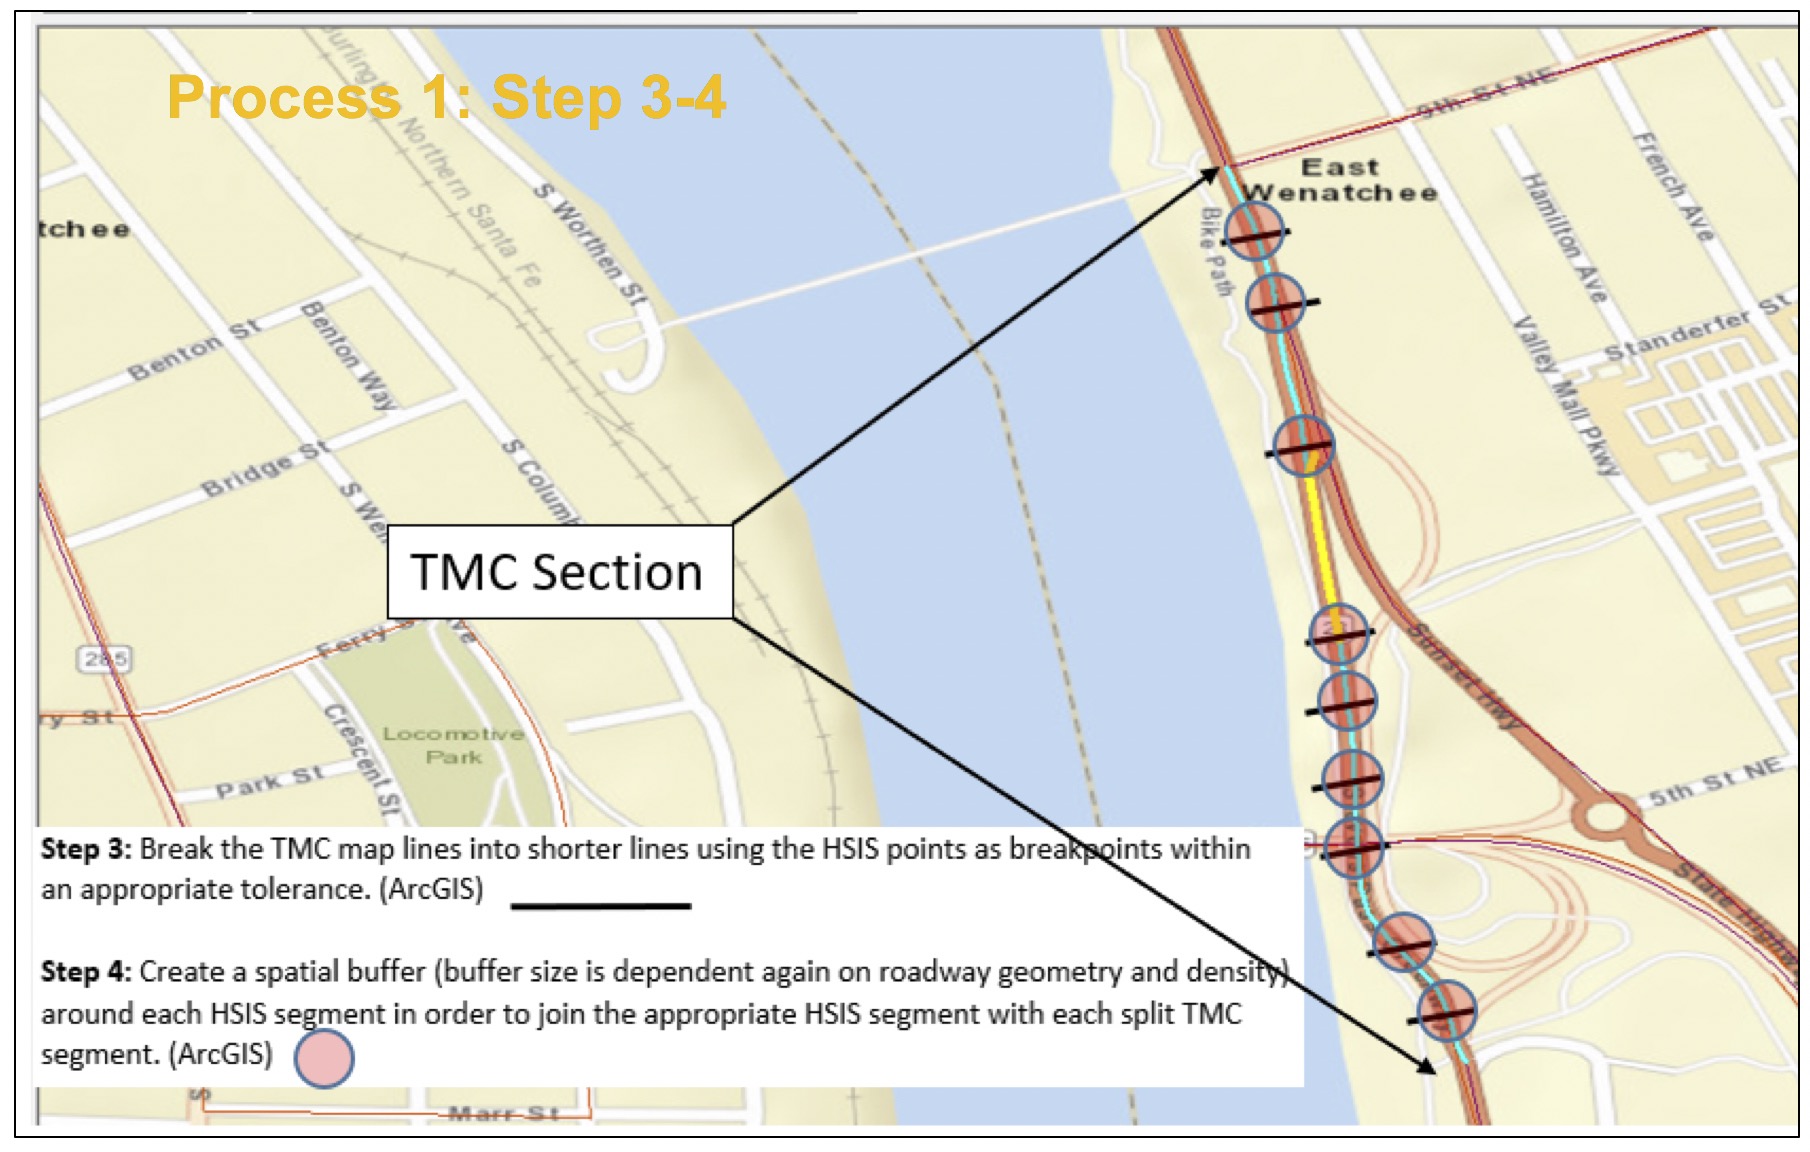 Process 1: Step 3-4
Burlington Northern Santa Fe
S Worthen St
9th St NE
East
Wenatchee
French Ave
Hamilton Ave
Bike Path
tchee
Benton St
Benton Way
Standerfer St
Valley Mall Pkwy
Bridge St
S Columb
S Wen
TMC Section
Ferry S
Ave
285
ry St
Sunset Hwy
Crescent St
Locomotive
Park
Park St
5th St NE
State Highw
Step 3: Break the TMC map lines into shorter lines using the HSIS points as breakpoints within
an appropriate tolerance. (ArcGIS)
Step 4: Create a spatial buffer (buffer size is dependent again on roadway geometry and density)
around each HSIS segment in order to join the appropriate HSIS segment with each split TMC
segment. (ArcGIS)
S
Marr St